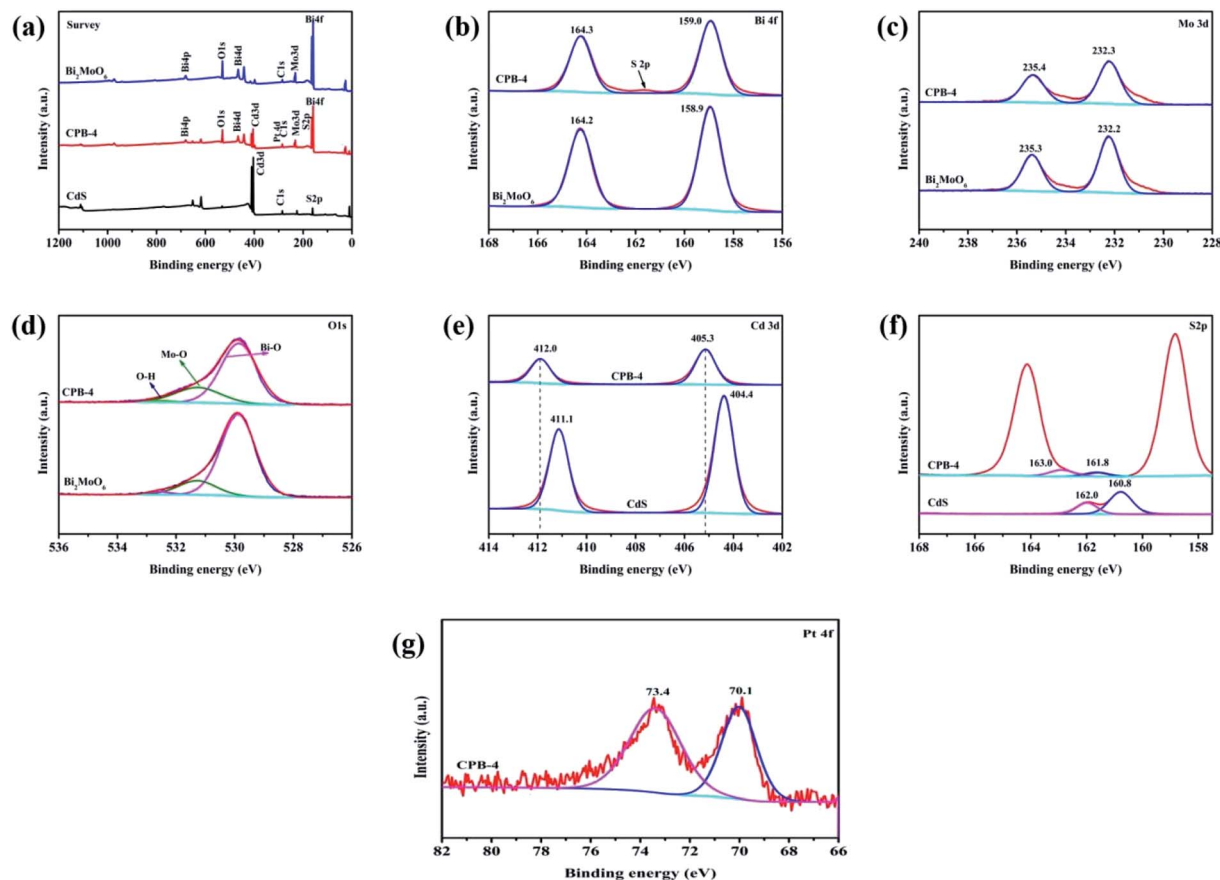 (a)
Survey
Bi₂MoO₆
Bi4p
O1s
Bi4d
C1s
Mo3d
Bi4f
CPB-4
Bi4p
O1s
Bi4d
Cd3d
Pt 4d
C1s
Mo3d
S2p
Bi4f
CdS
Cd3d
C1s
S2p
Intensity (a.u.)
1200 1000 800 600 400 200 0
Binding energy (eV)
(b)
Bi 4f
164.3
159.0
S 2p
CPB-4
164.2
158.9
Bi₂MoO₆
Intensity (a.u.)
168 166 164 162 160 158 156
Binding energy (eV)
(c)
Mo 3d
232.3
235.4
CPB-4
232.2
235.3
Bi₂MoO₆
Intensity (a.u.)
240 238 236 234 232 230 228
Binding energy (eV)
(d)
O1s
Bi-O
Mo-O
O-H
CPB-4
Bi₂MoO₆
Intensity (a.u.)
536 534 532 530 528 526
Binding energy (eV)
(e)
Cd 3d
412.0
405.3
CPB-4
404.4
411.1
CdS
Intensity (a.u.)
414 412 410 408 406 404 402
Binding energy (eV)
(f)
S2p
CPB-4
163.0
161.8
160.8
CdS
162.0
Intensity (a.u.)
168 166 164 162 160 158
Binding energy (eV)
(g)
Pt 4f
73.4
70.1
CPB-4
Intensity (a.u.)
82 80 78 76 74 72 70 68 66
Binding energy (eV)